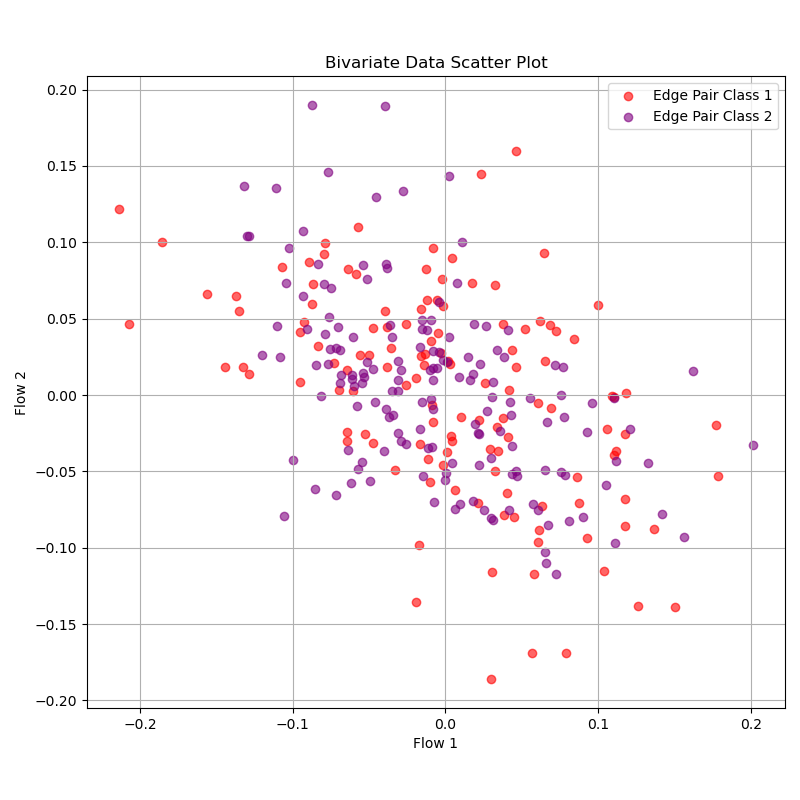 Bivariate Data Scatter Plot
Edge Pair Class 1
Edge Pair Class 2
Flow 2
0.20
0.15
0.10
0.05
0.00
−0.05
−0.10
−0.15
−0.20
−0.2
−0.1
0.0
0.1
0.2
Flow 1